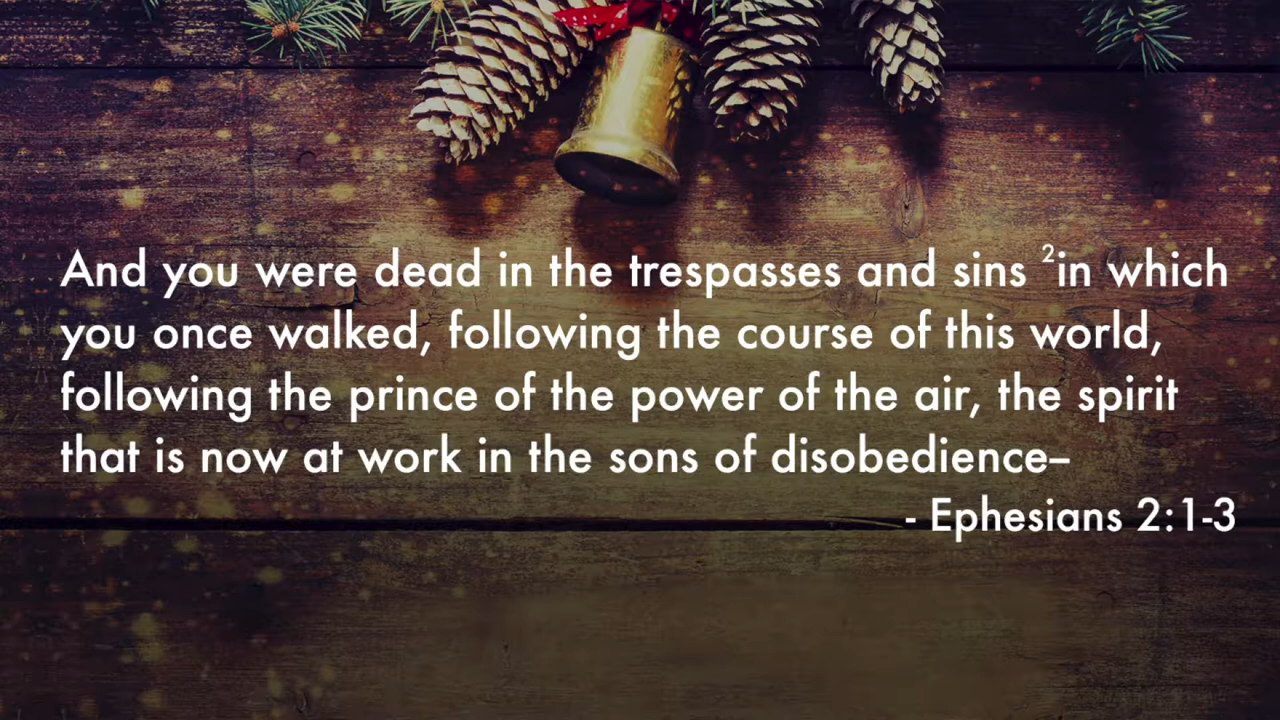 And you were dead in the trespasses and sins ²in which
you once walked, following the course of this world,
following the prince of the power of the air, the spirit
that is now at work in the sons of disobedience–
- Ephesians 2:1-3